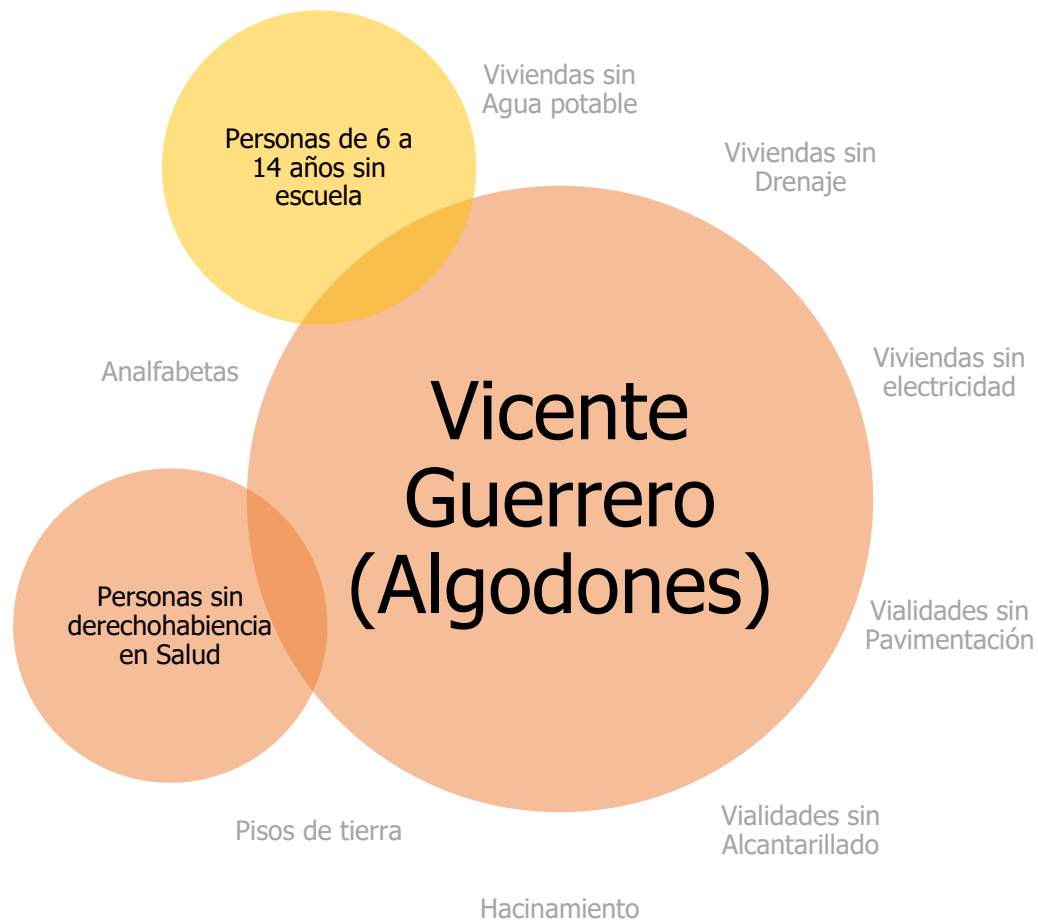 Viviendas sin
Agua potable
Personas de 6 a
14 años sin
escuela
Viviendas sin
Drenaje
Analfabetas
Viviendas sin
electricidad
Vicente
Guerrero
(Algodones)
Personas sin
derechohabiencia
en Salud
Vialidades sin
Pavimentación
Pisos de tierra
Vialidades sin
Alcantarillado
Hacinamiento